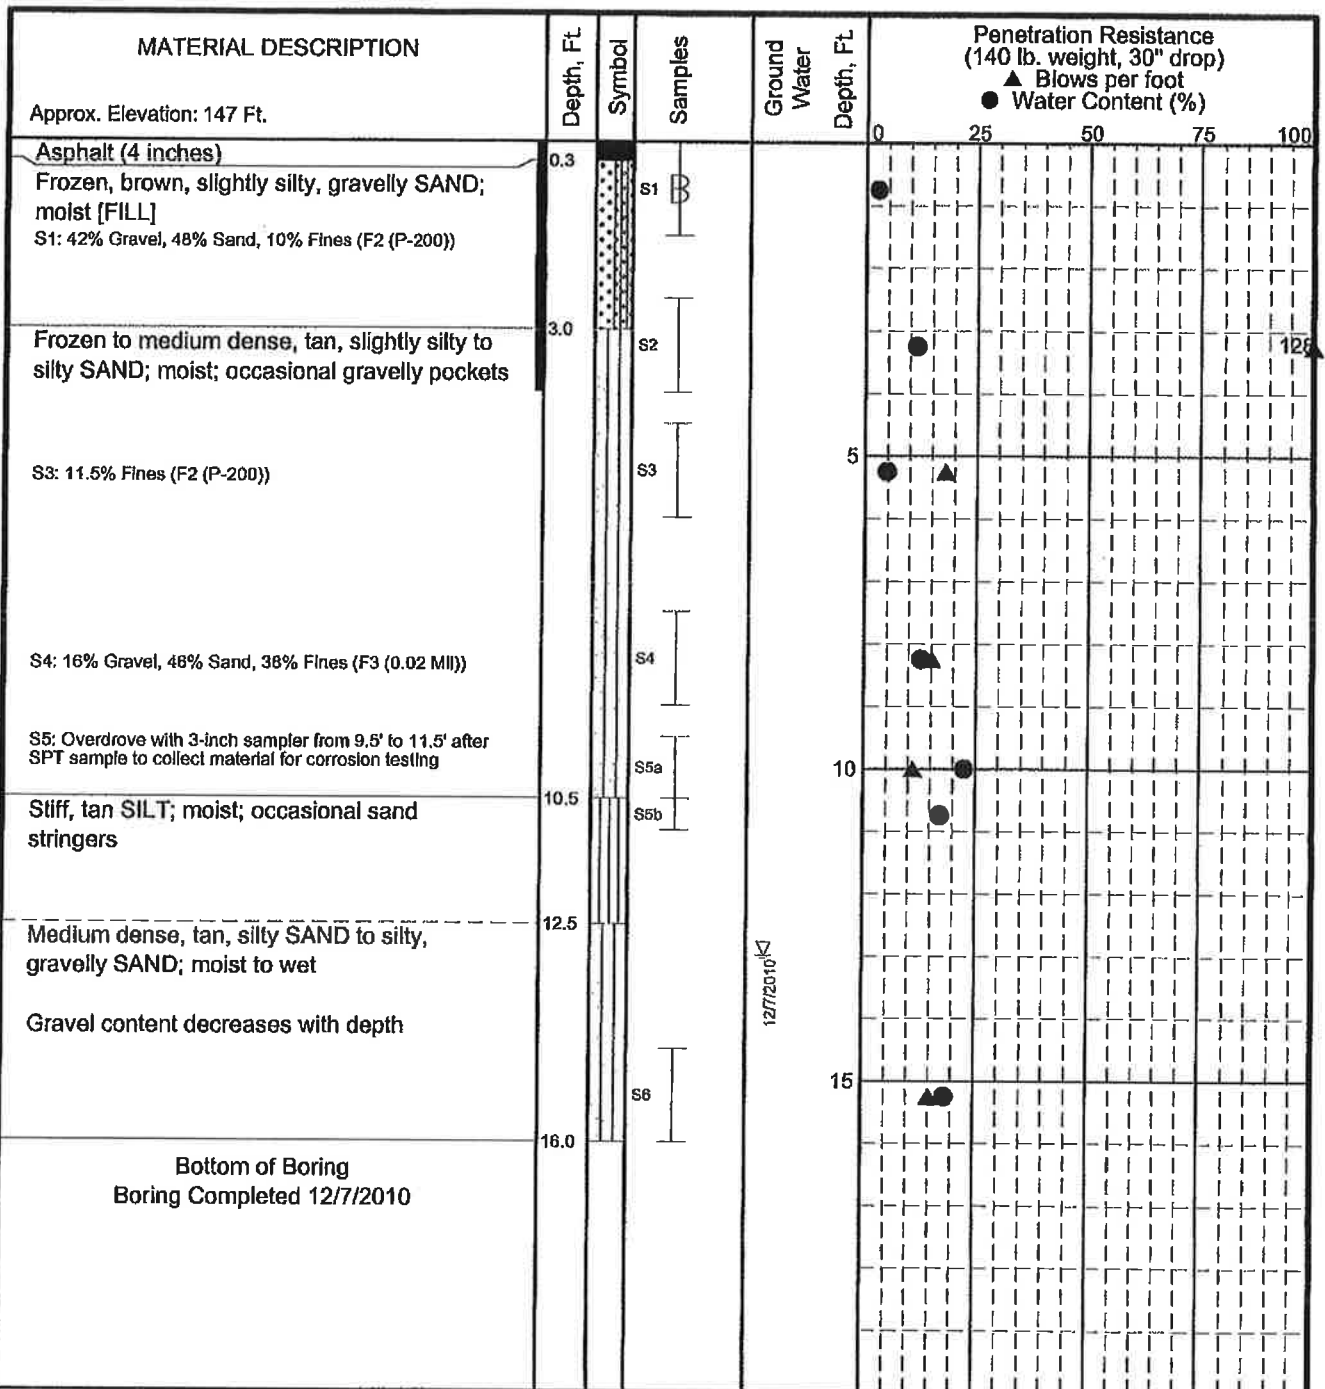 MATERIAL DESCRIPTION
Approx. Elevation: 147 Ft.
Depth, Ft.
Symbol
Samples
Ground
Water
Depth, Ft.
Penetration Resistance
(140 lb. weight, 30" drop)
▲ Blows per foot
● Water Content (%)
0 25 50 75 100
Asphalt (4 inches)
0.3
Frozen, brown, slightly silty, gravelly SAND;
moist [FILL]
S1: 42% Gravel, 48% Sand, 10% Fines (F2 (P-200))
S1
B
3.0
Frozen to medium dense, tan, slightly silty to
silty SAND; moist; occasional gravelly pockets
S2
128
5
S3: 11.5% Fines (F2 (P-200))
S3
S4: 16% Gravel, 46% Sand, 38% Fines (F3 (0.02 Mil))
S4
S5: Overdrove with 3-inch sampler from 9.5' to 11.5' after
SPT sample to collect material for corrosion testing
S5a
10
10.5
Stiff, tan SILT; moist; occasional sand
stringers
S5b
12.5
Medium dense, tan, silty SAND to silty,
gravelly SAND; moist to wet
12/7/2010
Gravel content decreases with depth
15
S6
16.0
Bottom of Boring
Boring Completed 12/7/2010